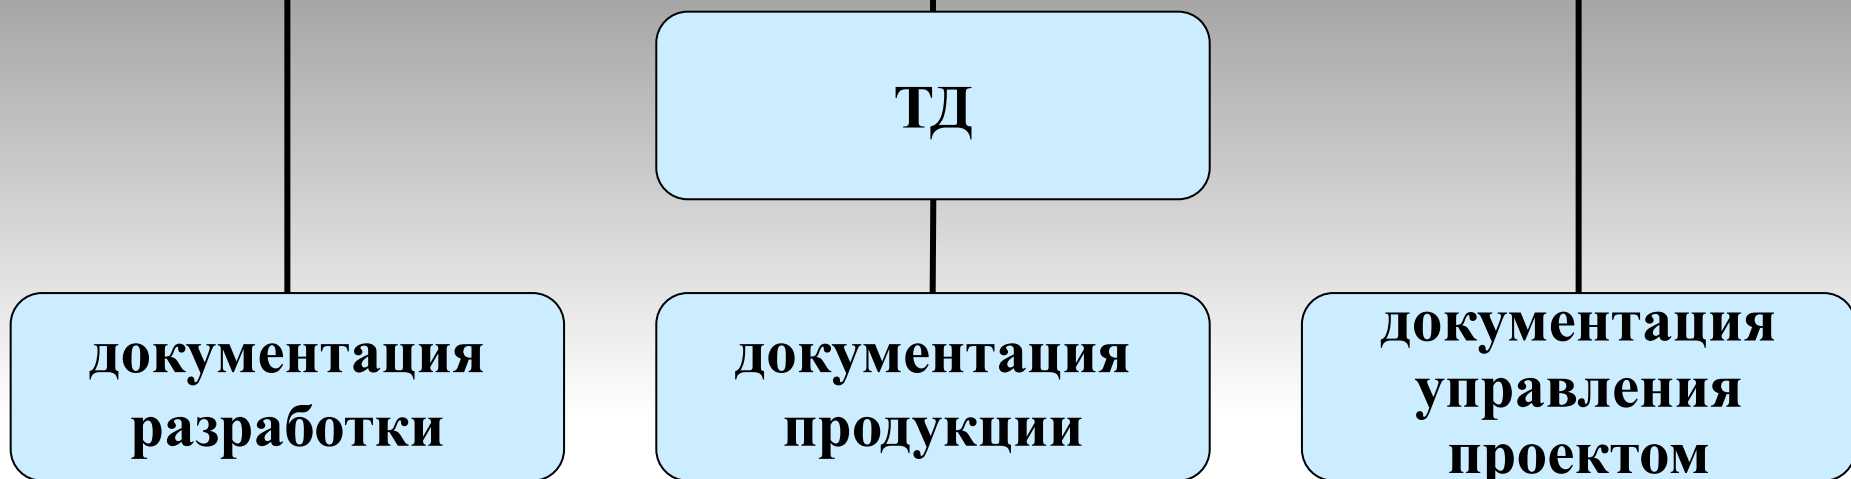 ТД
документация
разработки
документация
продукции
документация
управления
проектом